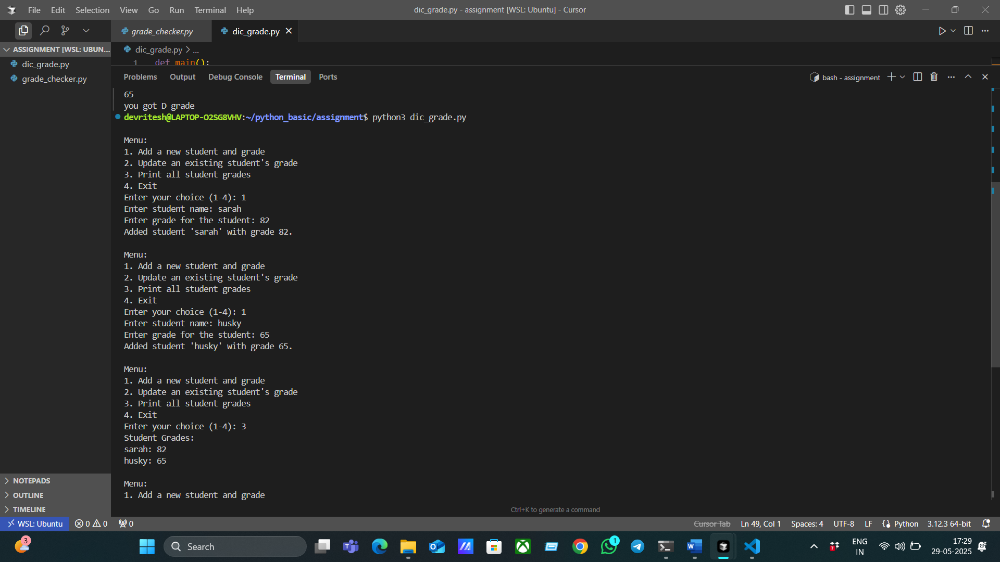 File Edit Selection View Go Run Terminal Help
dic_grade.py - assignment [WSL: Ubuntu] - Cursor
grade_checker.py
dic_grade.py
ASSIGNMENT [WSL: UBUN...
dic_grade.py
grade_checker.py
dic_grade.py > ...
1 def main():
Problems Output Debug Console Terminal Ports
bash - assignment
65
you got D grade
devritesh@LAPTOP-O2SG8VHV:~/python_basic/assignment$ python3 dic_grade.py
Menu:
1. Add a new student and grade
2. Update an existing student's grade
3. Print all student grades
4. Exit
Enter your choice (1-4): 1
Enter student name: sarah
Enter grade for the student: 82
Added student 'sarah' with grade 82.
Menu:
1. Add a new student and grade
2. Update an existing student's grade
3. Print all student grades
4. Exit
Enter your choice (1-4): 1
Enter student name: husky
Enter grade for the student: 65
Added student 'husky' with grade 65.
Menu:
1. Add a new student and grade
2. Update an existing student's grade
3. Print all student grades
4. Exit
Enter your choice (1-4): 3
Student Grades:
sarah: 82
husky: 65
Menu:
1. Add a new student and grade
Ctrl+K to generate a command
NOTEPADS
OUTLINE
TIMELINE
WSL: Ubuntu 0 0 0
Cursor Tab Ln 49, Col 1 Spaces: 4 UTF-8 LF Python 3.12.3 64-bit
3
Search
1
ENG
IN
17:29
29-05-2025